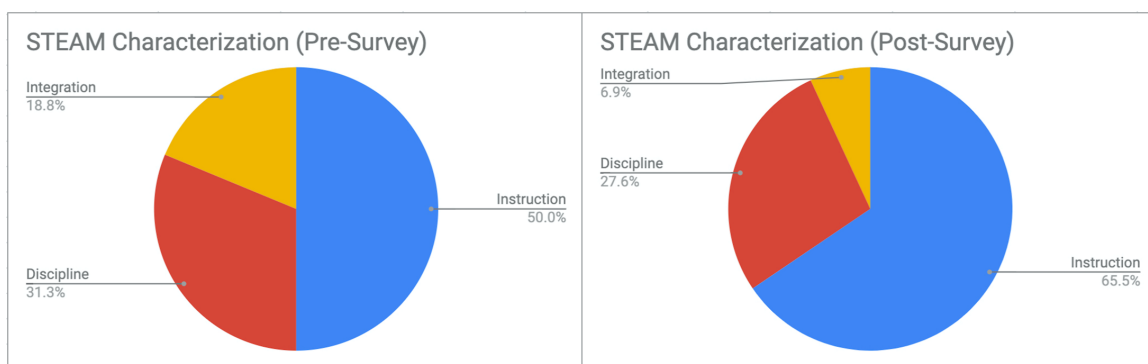 STEAM Characterization (Pre-Survey)
Integration
18.8%
Instruction
50.0%
Discipline
31.3%
STEAM Characterization (Post-Survey)
Integration
6.9%
Discipline
27.6%
Instruction
65.5%